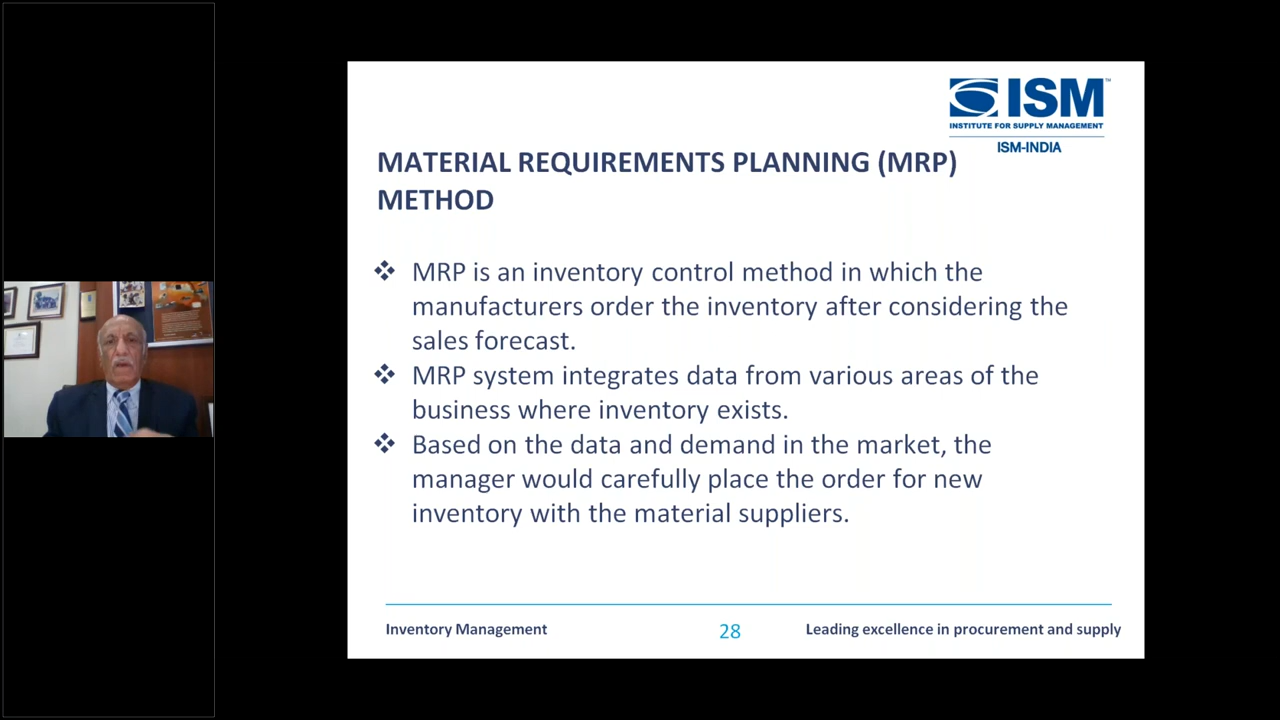 ISM™
INSTITUTE FOR SUPPLY MANAGEMENT
ISM-INDIA
MATERIAL REQUIREMENTS PLANNING (MRP)
METHOD
❖ MRP is an inventory control method in which the
manufacturers order the inventory after considering the
sales forecast.
❖ MRP system integrates data from various areas of the
business where inventory exists.
❖ Based on the data and demand in the market, the
manager would carefully place the order for new
inventory with the material suppliers.
Inventory Management
28
Leading excellence in procurement and supply